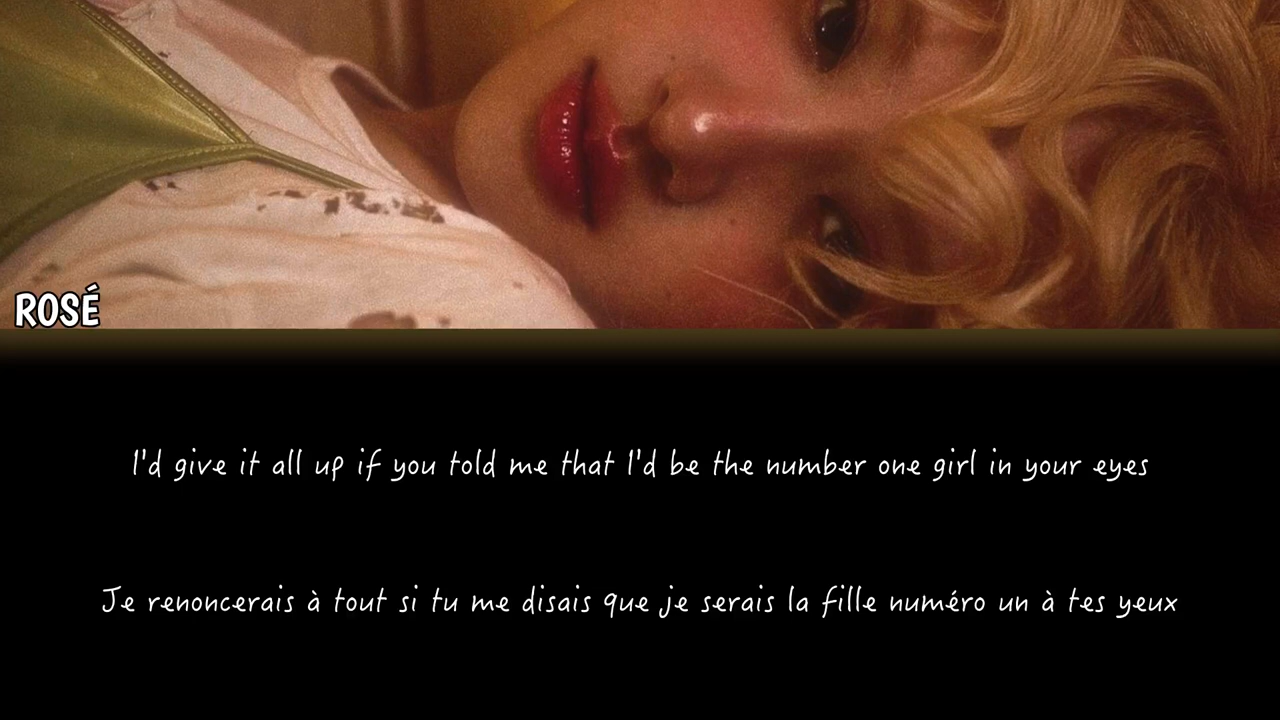 ROSÉ
I'd give it all up if you told me that I'd be the number one girl in your eyes
Je renoncerais à tout si tu me disais que je serais la fille numéro un à tes yeux